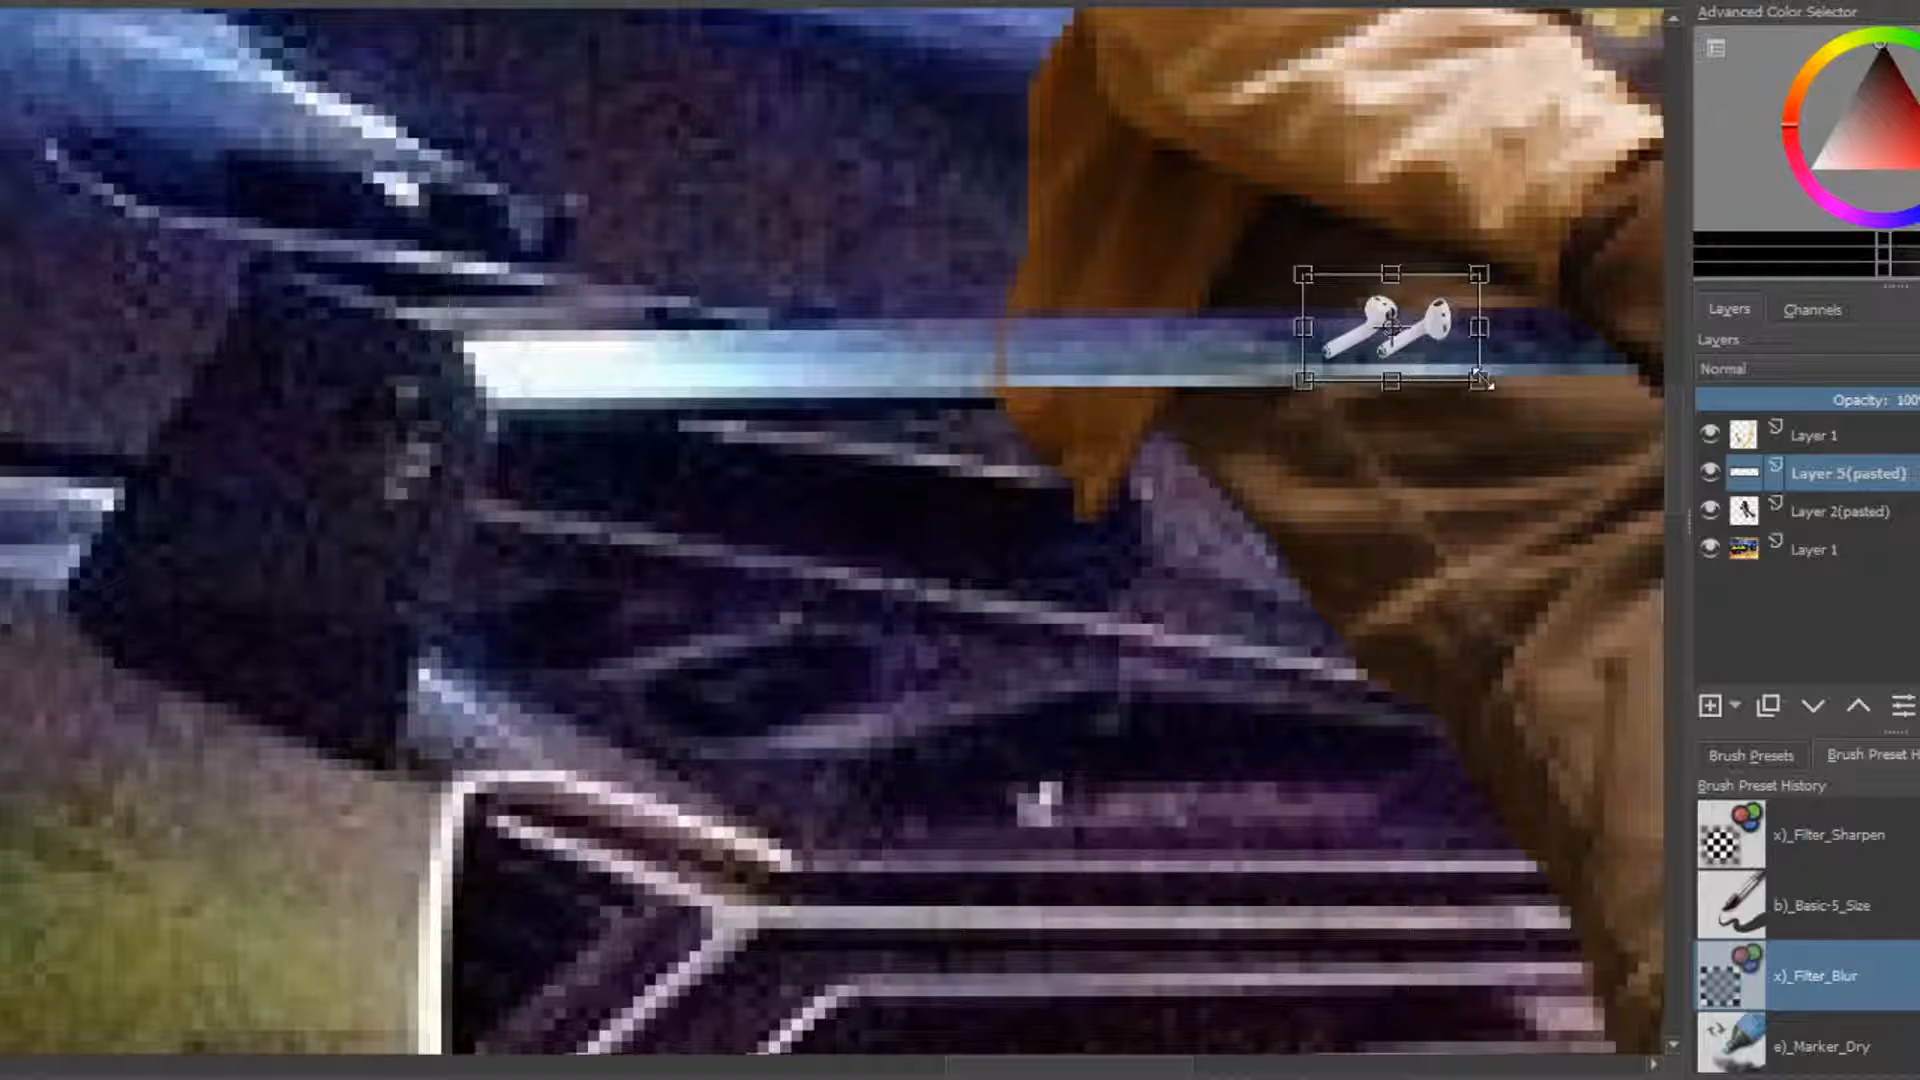 Advanced Color Selector
Layers
Channels
Layers
Normal
Opacity: 100
Layer 1
Layer 5(pasted)
Layer 2(pasted)
Layer 1
Brush Presets
Brush Preset H
Brush Preset History
x)_Filter_Sharpen
b)_Basic-5_Size
x)_Filter_Blur
e)_Marker_Dry